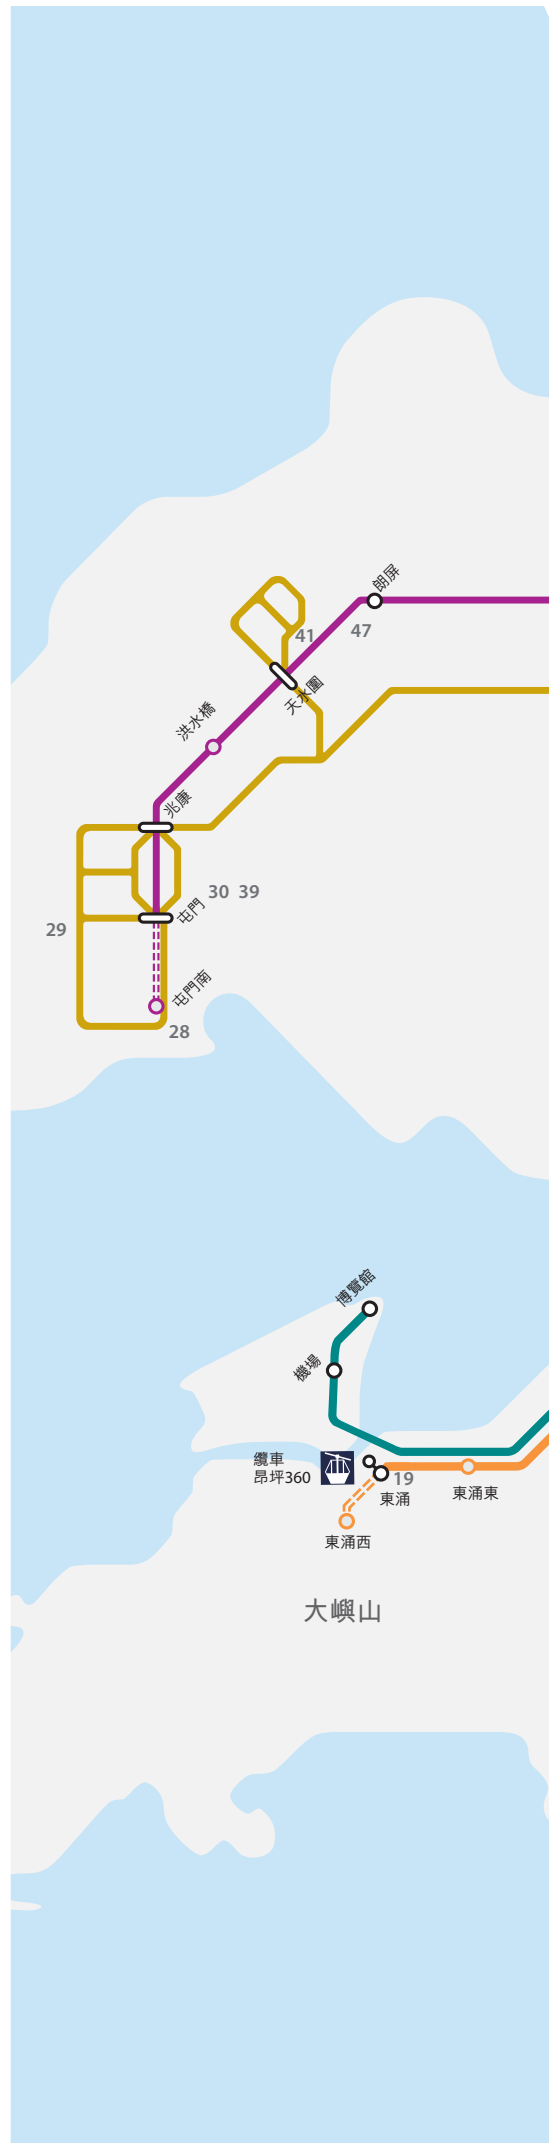 朗屏
41
47
天水圍
洪水橋
兆康
30 39
屯門
29
屯門南
28
博覽館
機場
纜車
昂坪360
19
東涌
東涌東
東涌西
大嶼山